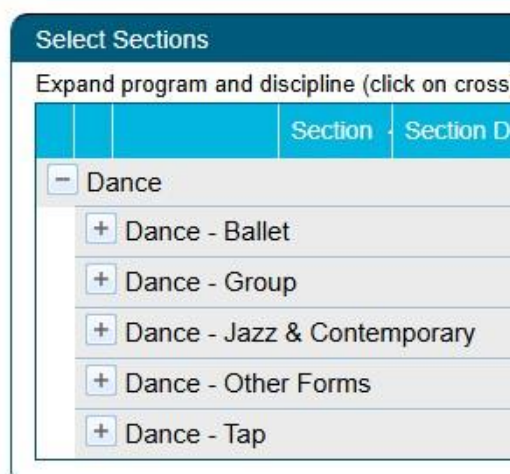 Select Sections
Expand program and discipline (click on cross
Section Section D
Dance
Dance - Ballet
Dance - Group
Dance - Jazz & Contemporary
Dance - Other Forms
Dance - Tap